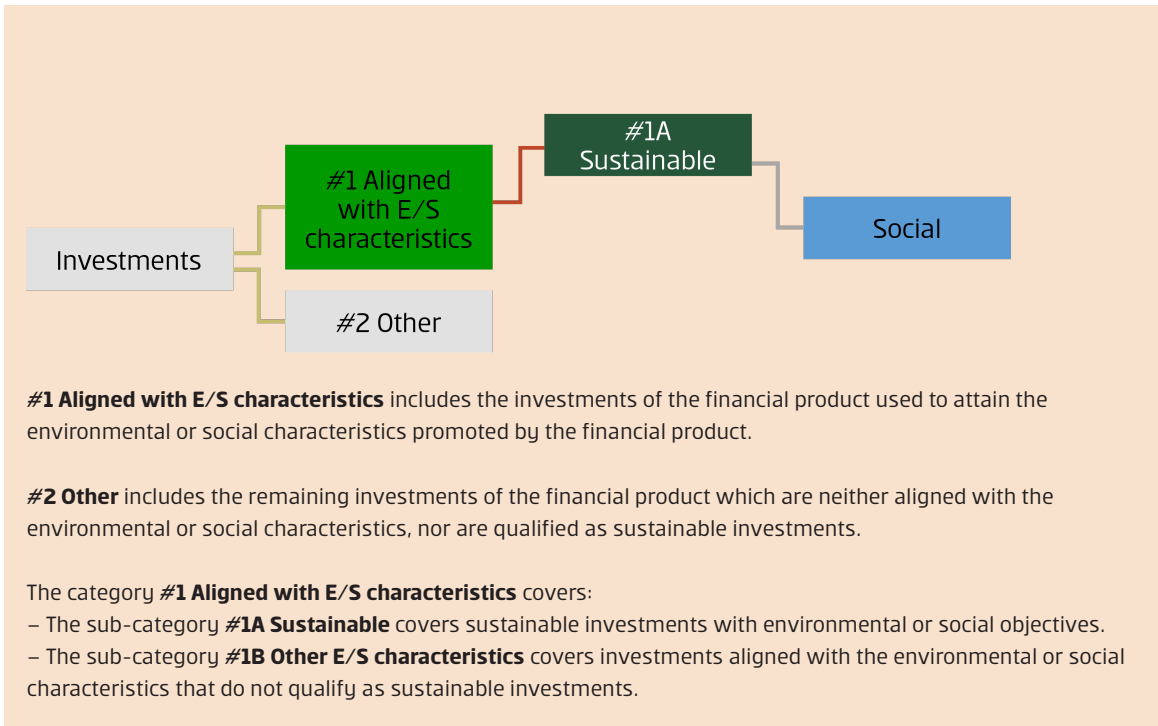 #1A
Sustainable
#1 Aligned
with E/S
characteristics
Social
Investments
#2 Other
#1 Aligned with E/S characteristics includes the investments of the financial product used to attain the
environmental or social characteristics promoted by the financial product.
#2 Other includes the remaining investments of the financial product which are neither aligned with the
environmental or social characteristics, nor are qualified as sustainable investments.
The category #1 Aligned with E/S characteristics covers:
– The sub-category #1A Sustainable covers sustainable investments with environmental or social objectives.
– The sub-category #1B Other E/S characteristics covers investments aligned with the environmental or social
characteristics that do not qualify as sustainable investments.